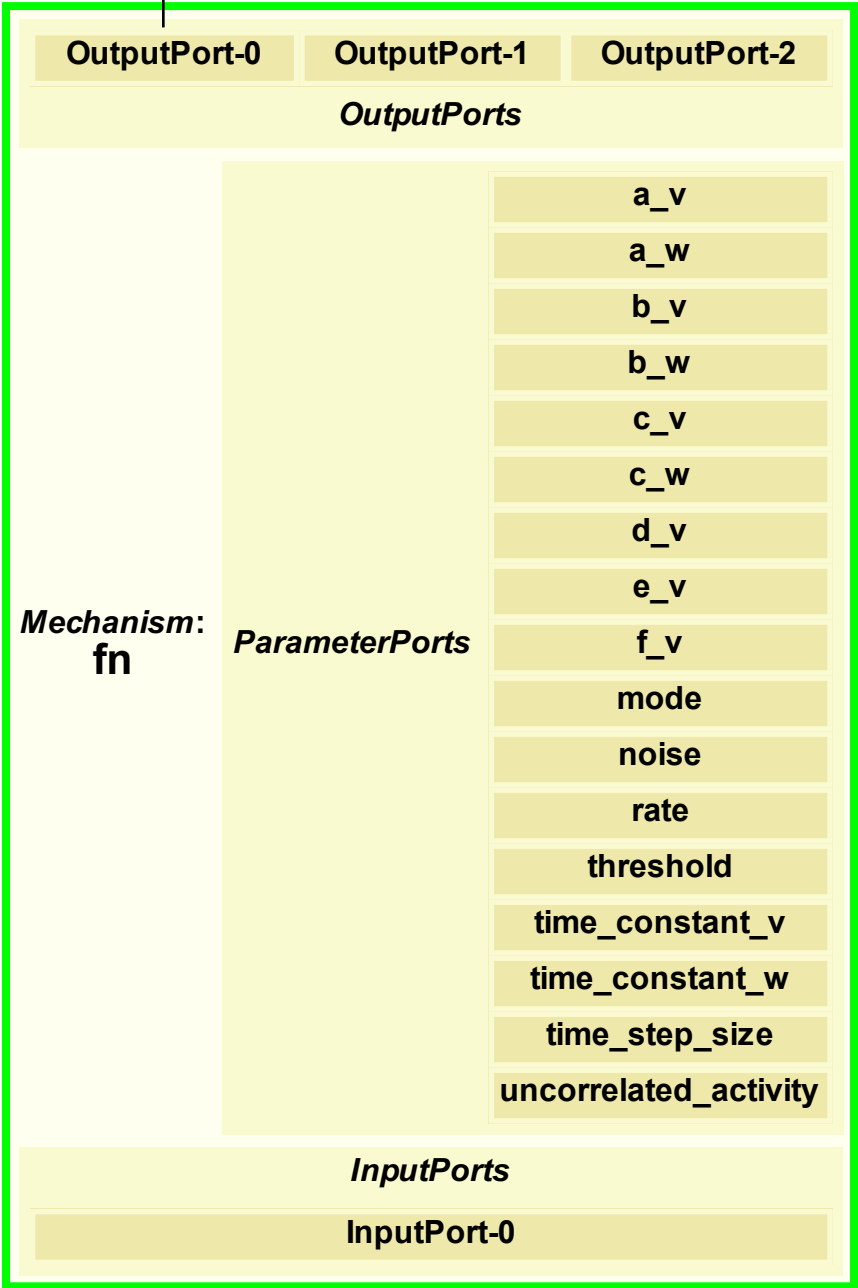 OutputPort-0 OutputPort-1 OutputPort-2
OutputPorts
a_v
a_w
b_v
b_w
c_v
c_w
d_v
e_v
Mechanism:
fn
ParameterPorts
f_v
mode
noise
rate
threshold
time_constant_v
time_constant_w
time_step_size
uncorrelated_activity
InputPorts
InputPort-0